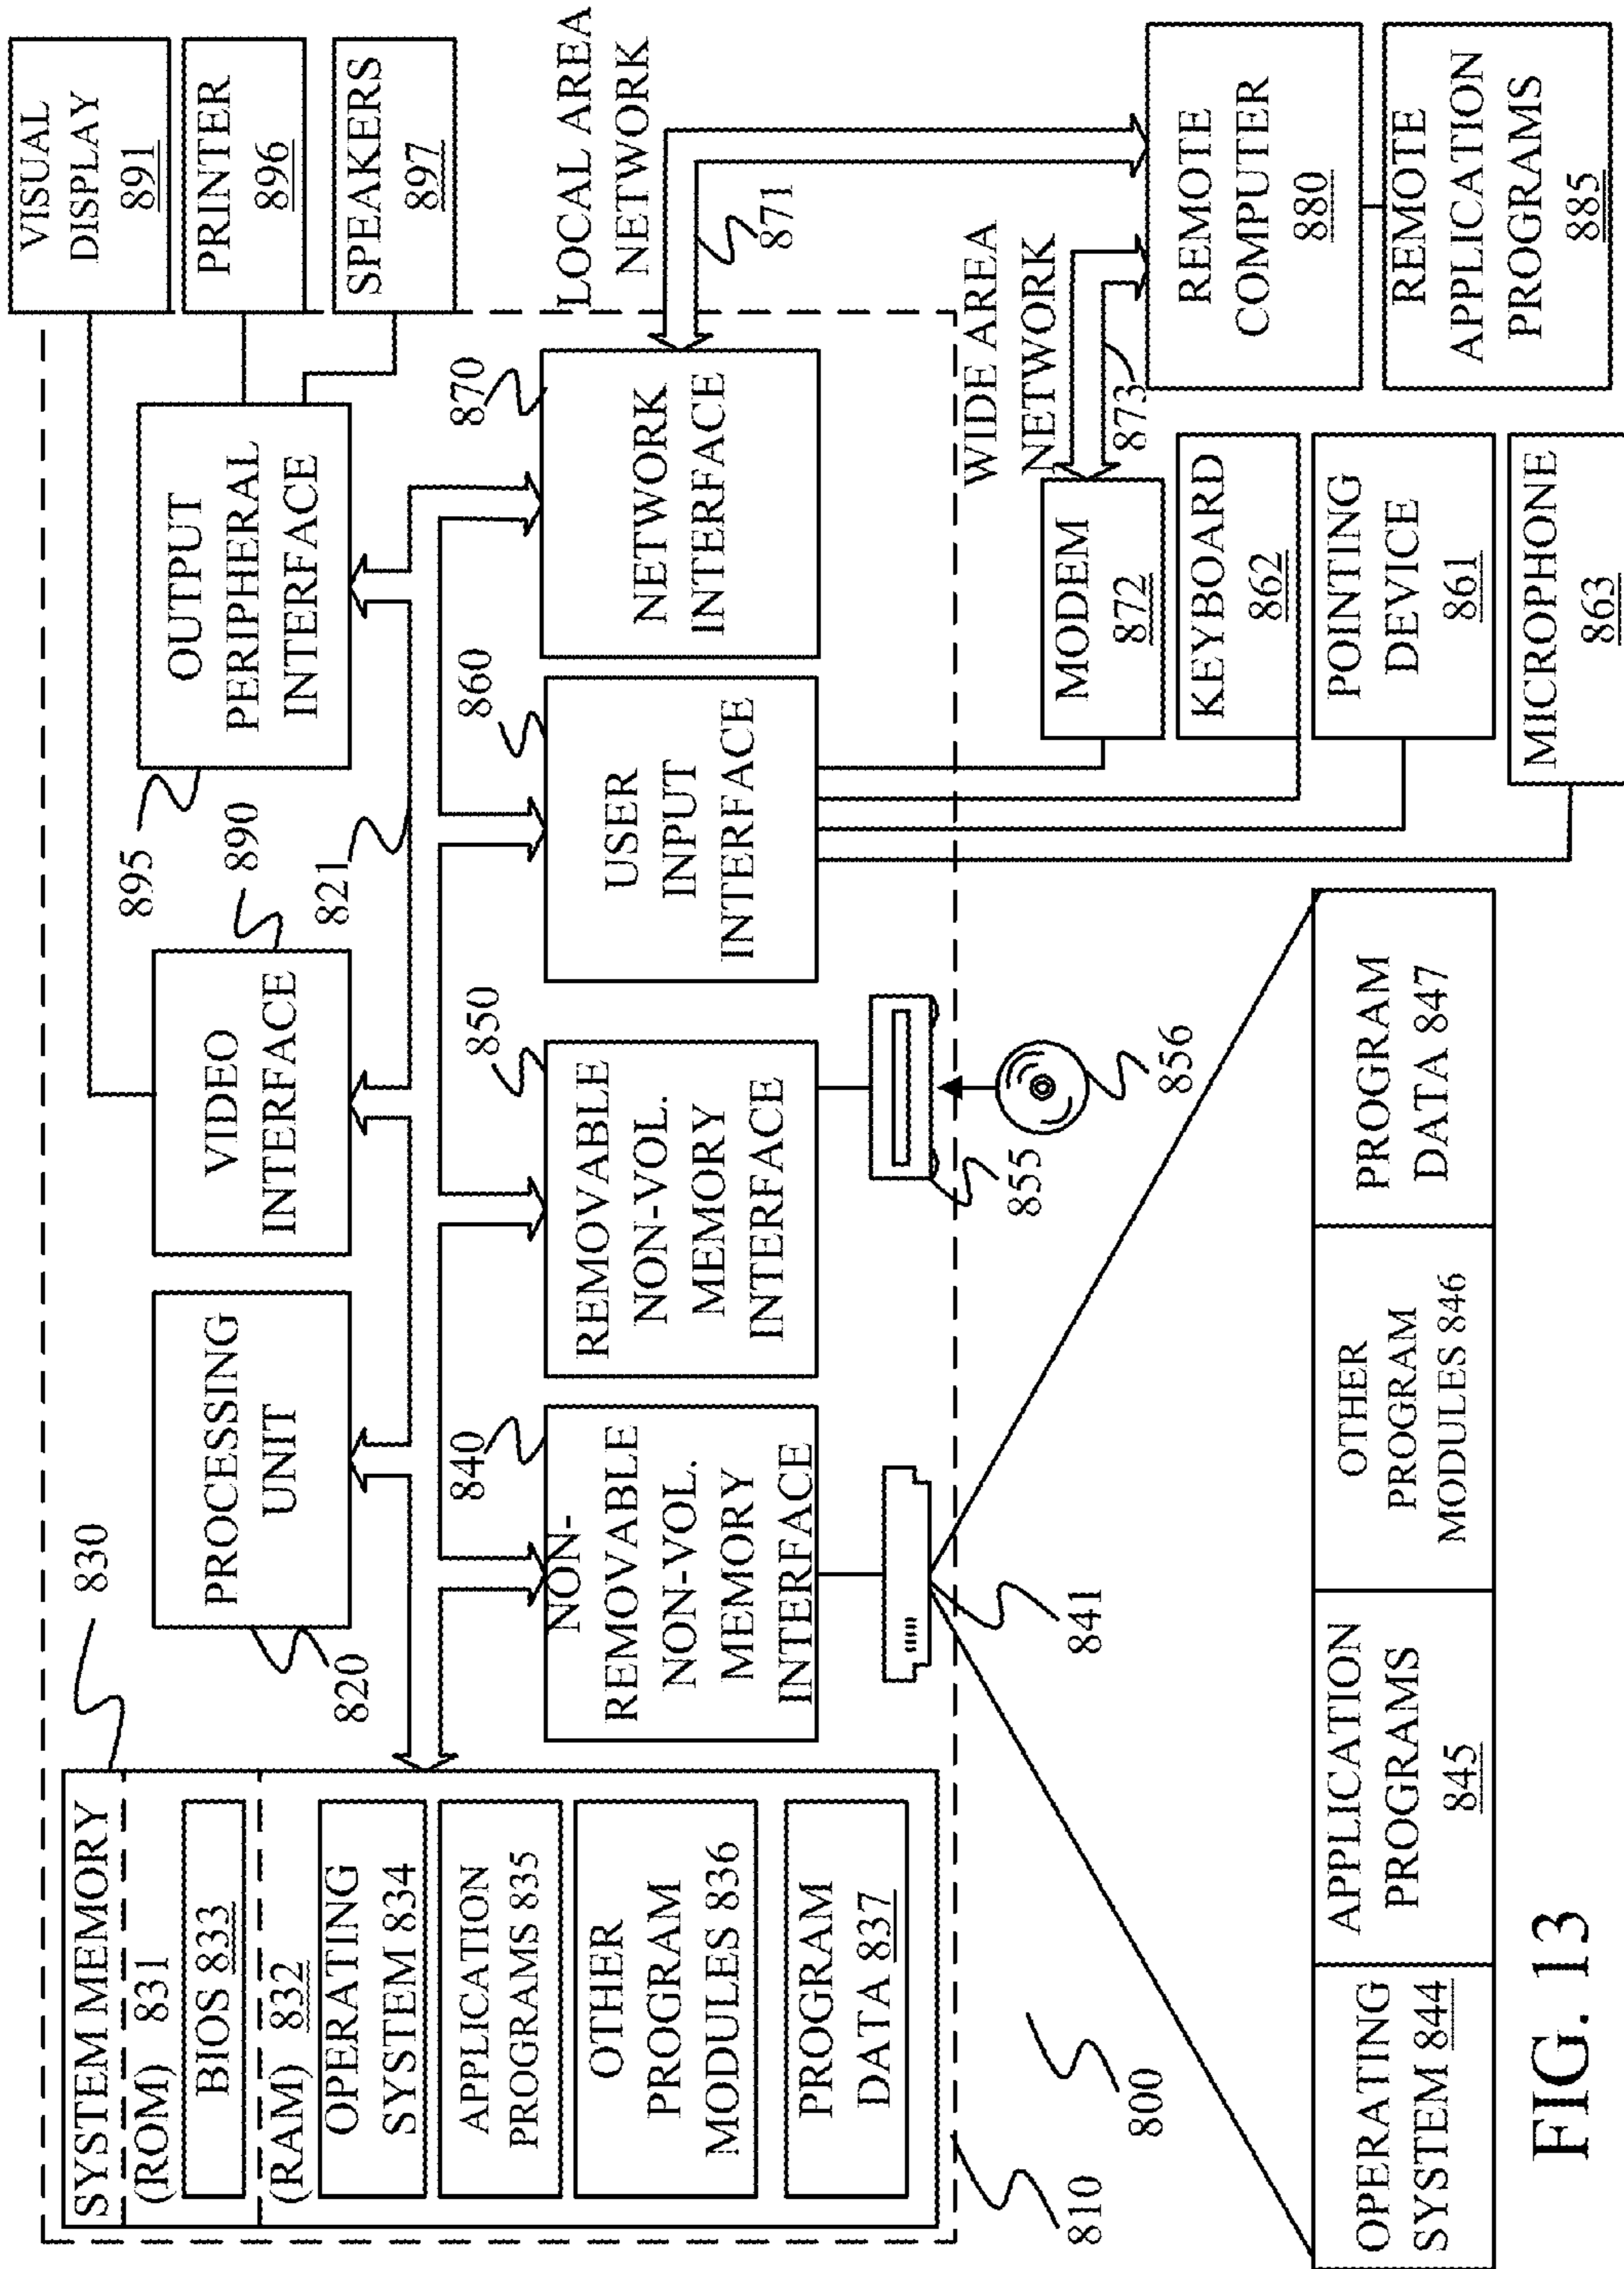 SYSTEM MEMORY
(ROM) 831
BIOS 833
(RAM) 832
OPERATING
SYSTEM 834
APPLICATION
PROGRAMS 835
OTHER
PROGRAM
MODULES 836
PROGRAM
DATA 837
830
PROCESSING
UNIT
820
VIDEO
INTERFACE
890
895
OUTPUT
PERIPHERAL
INTERFACE
821
VISUAL
DISPLAY
891
PRINTER
896
SPEAKERS
897
840
NON-
REMOVABLE
NON-VOL.
MEMORY
INTERFACE
850
REMOVABLE
NON-VOL.
MEMORY
INTERFACE
860
USER
INPUT
INTERFACE
870
NETWORK
INTERFACE
LOCAL AREA
NETWORK
871
841
855
856
WIDE AREA
NETWORK
873
MODEM
872
KEYBOARD
862
POINTING
DEVICE
861
MICROPHONE
863
REMOTE
COMPUTER
880
REMOTE
APPLICATION
PROGRAMS
885
810
800
OPERATING
SYSTEM 844
APPLICATION
PROGRAMS
845
OTHER
PROGRAM
MODULES 846
PROGRAM
DATA 847
FIG. 13